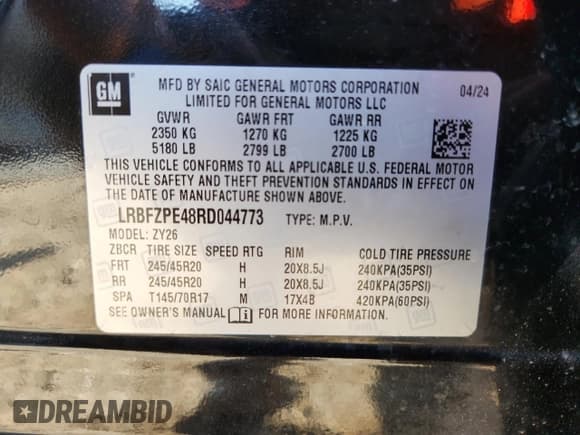 GM
MFD BY SAIC GENERAL MOTORS CORPORATION 04/24
LIMITED FOR GENERAL MOTORS LLC
GVWR GAWR FRT GAWR RR
2350 KG 1270 KG 1225 KG
5180 LB 2799 LB 2700 LB
THIS VEHICLE CONFORMS TO ALL APPLICABLE U.S. FEDERAL MOTOR
VEHICLE SAFETY AND THEFT PREVENTION STANDARDS IN EFFECT ON
THE DATE OF MANUFACTURE SHOWN ABOVE.
LRBFZPE48RD044773 TYPE: M.P.V.
MODEL: ZY26
ZBCR TIRE SIZE SPEED RTG RIM COLD TIRE PRESSURE
FRT 245/45R20 H 20X8.5J 240KPA(35PSI)
RR 245/45R20 H 20X8.5J 240KPA(35PSI)
SPA T145/70R17 M 17X4B 420KPA(60PSI)
SEE OWNER'S MANUAL FOR MORE INFORMATION.
DREAMBID